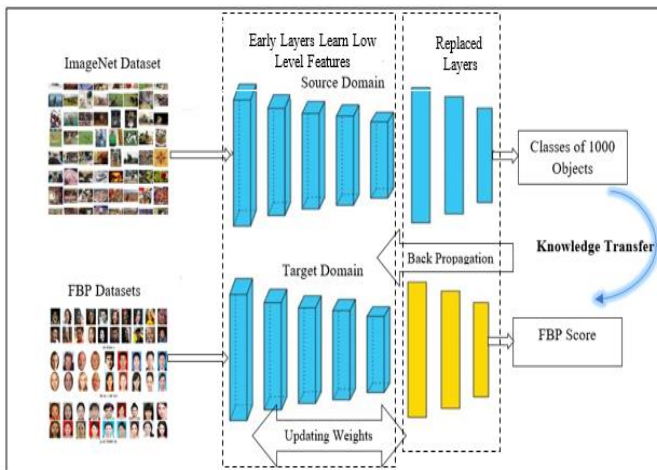 ImageNet Dataset
Early Layers Learn Low
Level Features
Source Domain
Replaced
Layers
Classes of 1000
Objects
Knowledge Transfer
Back Propagation
Target Domain
FBP Datasets
FBP Score
Updating Weights